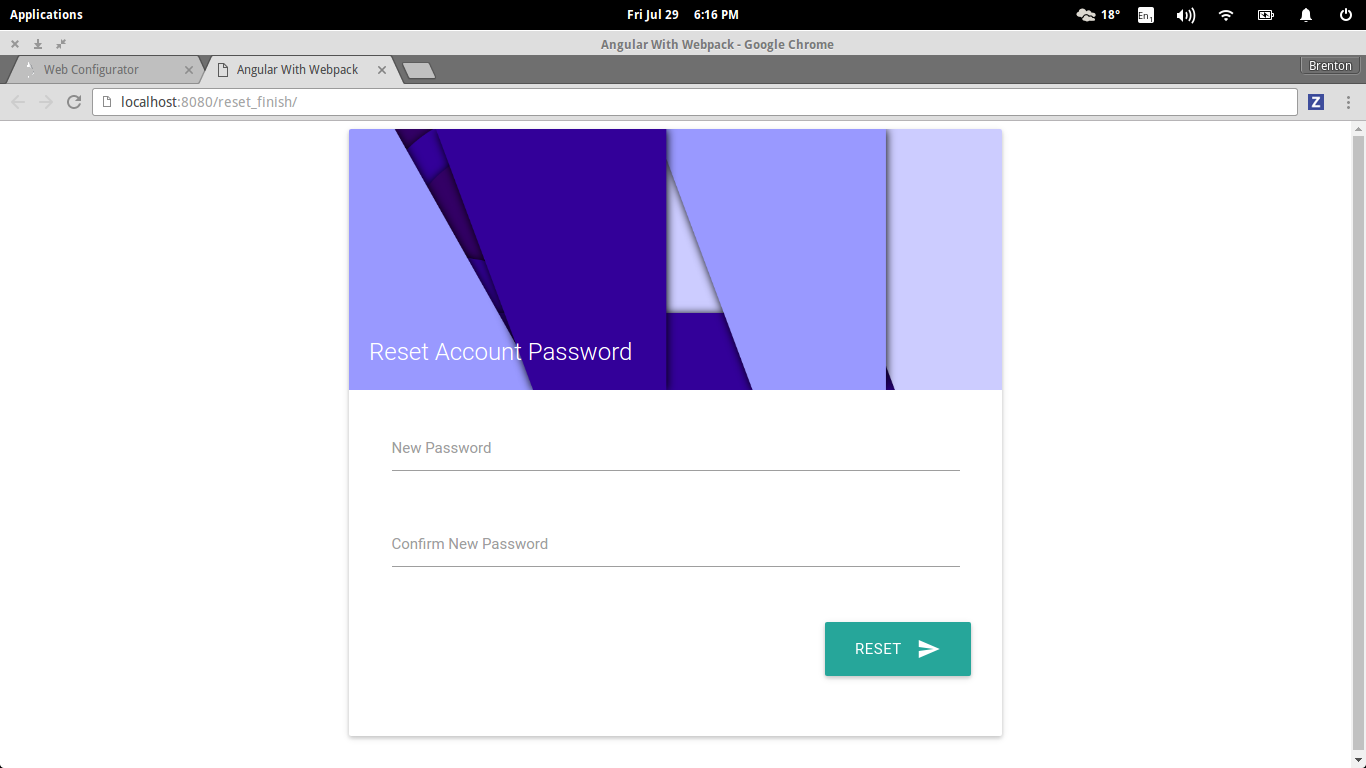 Applications
Fri Jul 29 6:16 PM
18°
En1
Angular With Webpack - Google Chrome
Web Configurator
Angular With Webpack
Brenton
localhost:8080/reset_finish/
Z
Reset Account Password
New Password
Confirm New Password
RESET